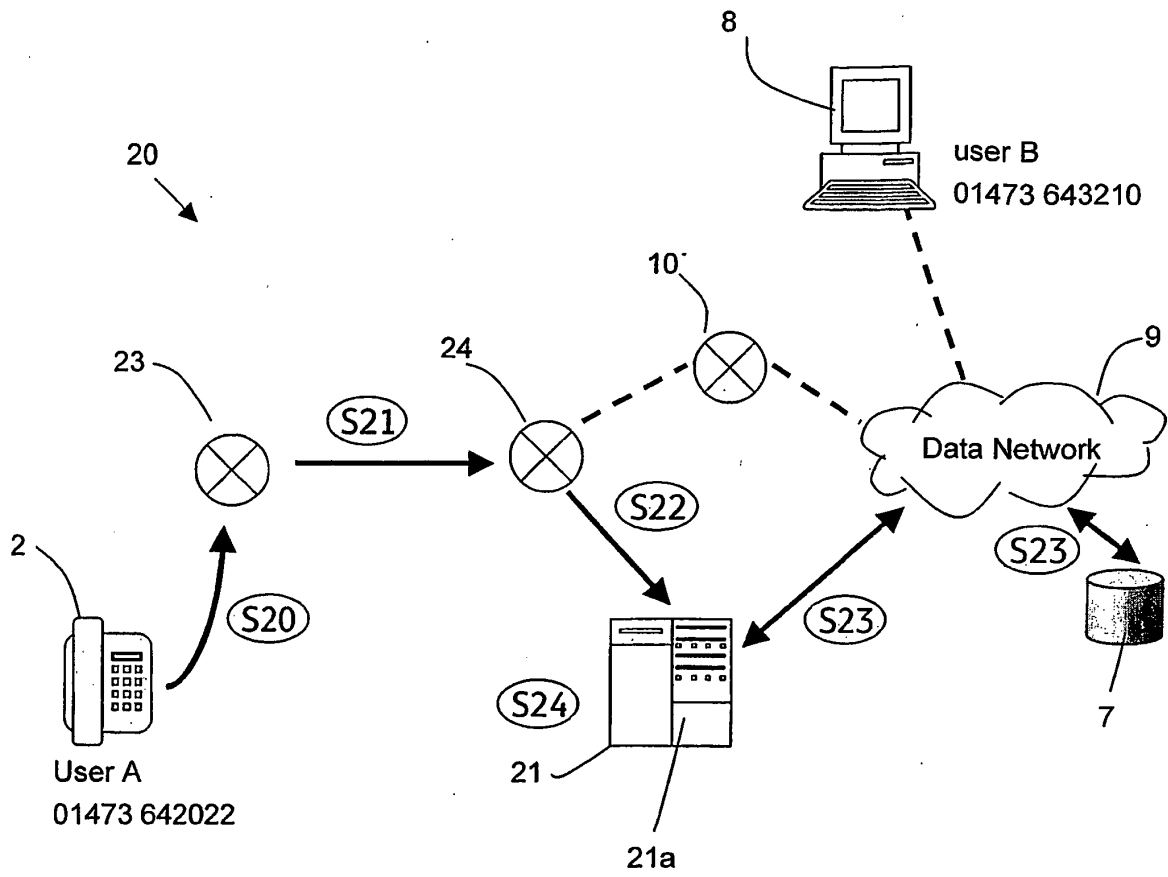 8
20
user B
01473 643210
10
9
23
24
S21
Data Network
S22
S23
2
S20
S23
S24
7
User A
21
01473 642022
21a